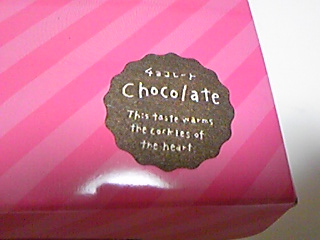 チョコレート
Chocolate
This taste warms
the cockles of
the heart